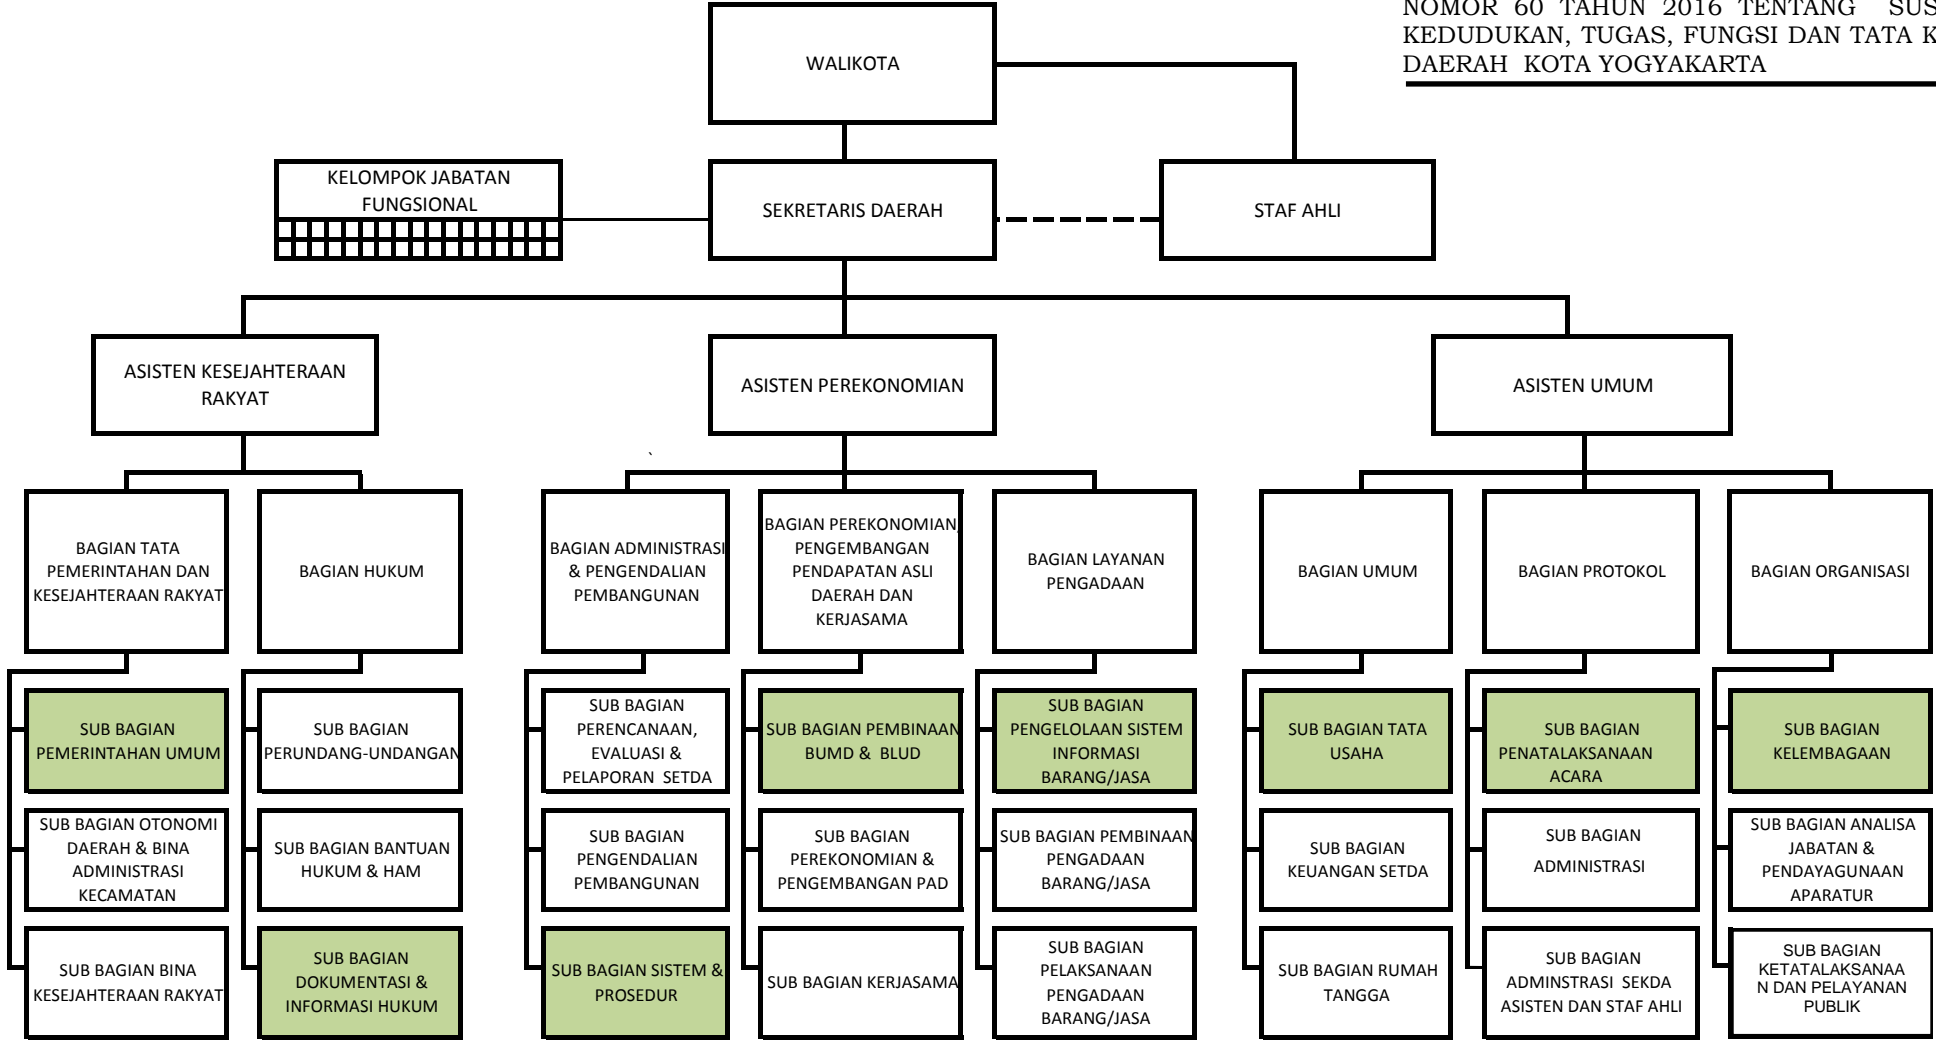 NOMOR 60 TAHUN 2016 TENTANG SUS
KEDUDUKAN, TUGAS, FUNGSI DAN TATA K
DAERAH KOTA YOGYAKARTA
WALIKOTA
KELOMPOK JABATAN
FUNGSIONAL
SEKRETARIS DAERAH
STAF AHLI
ASISTEN KESEJAHTERAAN
RAKYAT
ASISTEN PEREKONOMIAN
ASISTEN UMUM
`
BAGIAN TATA
PEMERINTAHAN DAN
KESEJAHTERAAN RAKYAT
BAGIAN HUKUM
BAGIAN ADMINISTRASI
& PENGENDALIAN
PEMBANGUNAN
BAGIAN PEREKONOMIAN,
PENGEMBANGAN
PENDAPATAN ASLI
DAERAH DAN
KERJASAMA
BAGIAN LAYANAN
PENGADAAN
BAGIAN UMUM
BAGIAN PROTOKOL
BAGIAN ORGANISASI
SUB BAGIAN
PEMERINTAHAN UMUM
SUB BAGIAN
PERUNDANG-UNDANGAN
SUB BAGIAN
PERENCANAAN,
EVALUASI &
PELAPORAN SETDA
SUB BAGIAN PEMBINAAN
BUMD & BLUD
SUB BAGIAN
PENGELOLAAN SISTEM
INFORMASI
BARANG/JASA
SUB BAGIAN TATA
USAHA
SUB BAGIAN
PENATALAKSANAAN
ACARA
SUB BAGIAN
KELEMBAGAAN
SUB BAGIAN OTONOMI
DAERAH & BINA
ADMINISTRASI
KECAMATAN
SUB BAGIAN BANTUAN
HUKUM & HAM
SUB BAGIAN
PENGENDALIAN
PEMBANGUNAN
SUB BAGIAN
PEREKONOMIAN &
PENGEMBANGAN PAD
SUB BAGIAN PEMBINAAN
PENGADAAN
BARANG/JASA
SUB BAGIAN
KEUANGAN SETDA
SUB BAGIAN
ADMINISTRASI
SUB BAGIAN ANALISA
JABATAN &
PENDAYAGUNAAN
APARATUR
SUB BAGIAN BINA
KESEJAHTERAAN RAKYAT
SUB BAGIAN
DOKUMENTASI &
INFORMASI HUKUM
SUB BAGIAN SISTEM &
PROSEDUR
SUB BAGIAN KERJASAMA
SUB BAGIAN
PELAKSANAAN
PENGADAAN
BARANG/JASA
SUB BAGIAN RUMAH
TANGGA
SUB BAGIAN
ADMINSTRASI SEKDA
ASISTEN DAN STAF AHLI
SUB BAGIAN
KETATALAKSANAA
N DAN PELAYANAN
PUBLIK